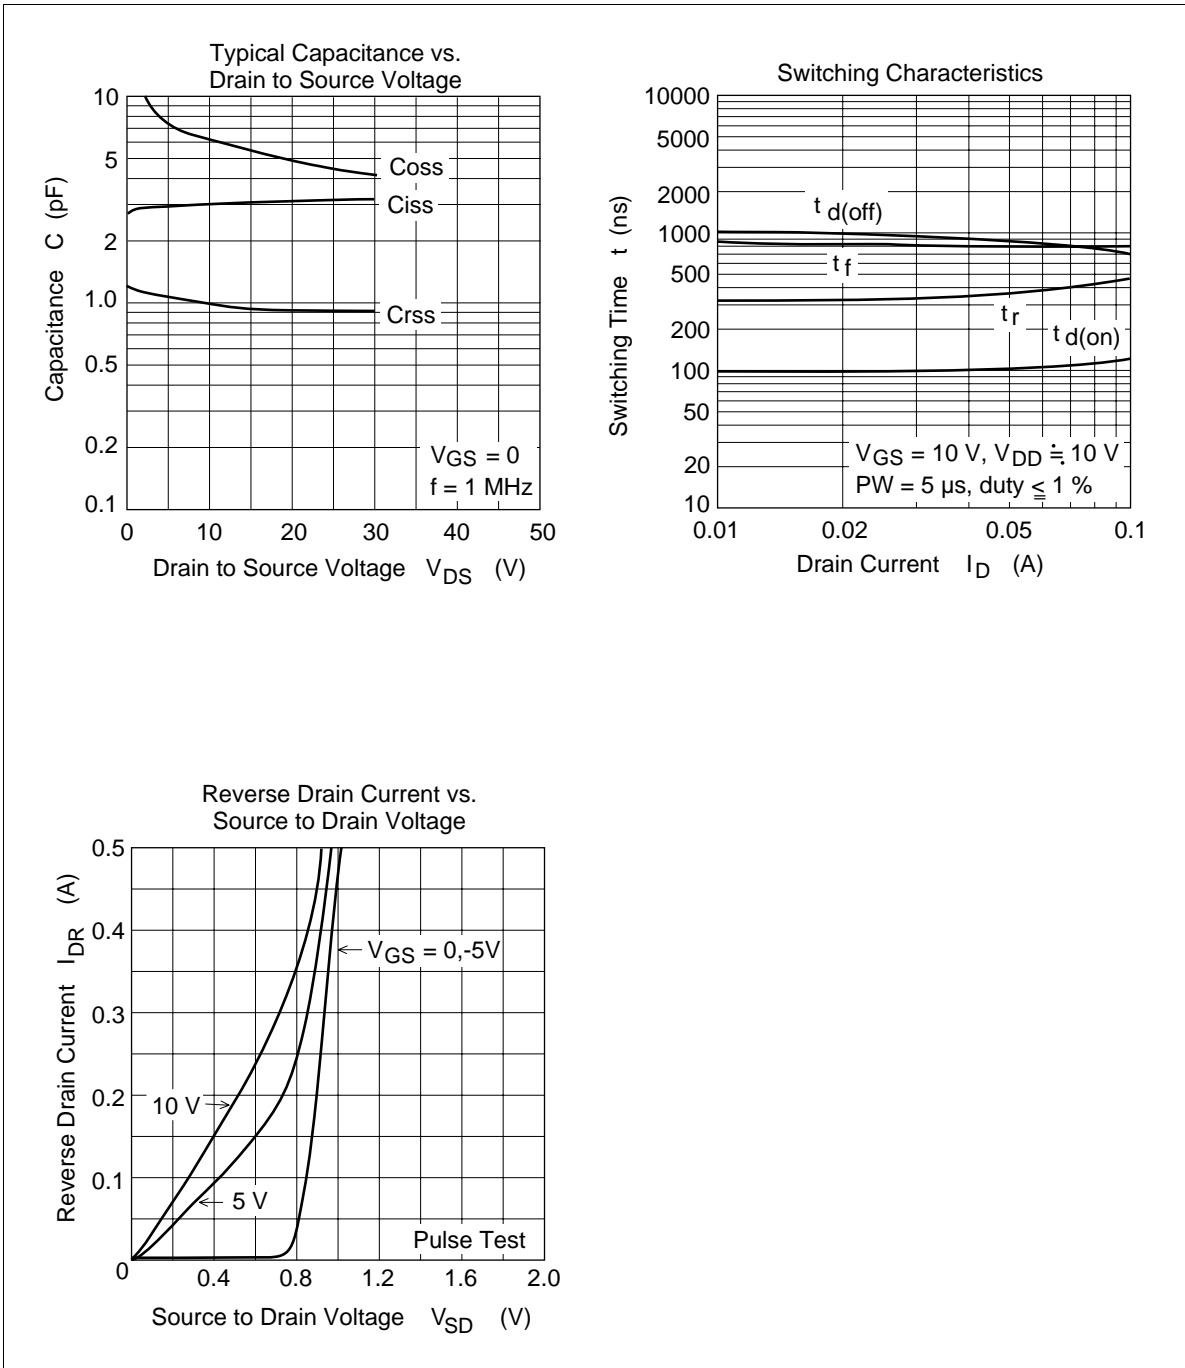 Typical Capacitance vs.
Drain to Source Voltage
10
5
2
1.0
0.5
0.2
0.1
Capacitance C (pF)
Coss
Ciss
Crss
VGS = 0
f = 1 MHz
0 10 20 30 40 50
Drain to Source Voltage VDS (V)
Switching Characteristics
10000
5000
2000
1000
500
200
100
50
20
10
Switching Time t (ns)
t d(off)
t f
t r
t d(on)
VGS = 10 V, VDD ≒ 10 V
PW = 5 µs, duty ≦ 1 %
0.01 0.02 0.05 0.1
Drain Current ID (A)
Reverse Drain Current vs.
Source to Drain Voltage
0.5
0.4
0.3
0.2
0.1
0
Reverse Drain Current IDR (A)
VGS = 0,-5V
10 V
5 V
Pulse Test
0.4 0.8 1.2 1.6 2.0
Source to Drain Voltage VSD (V)